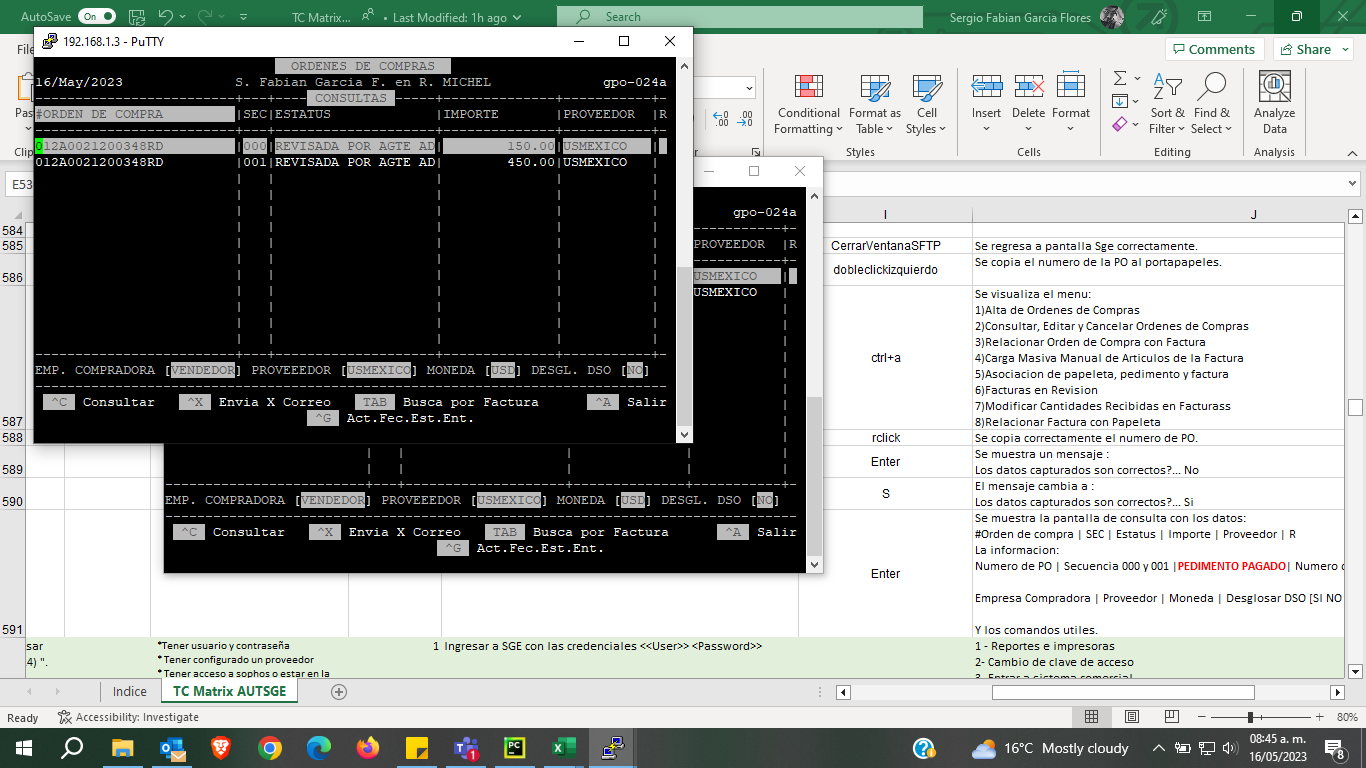 AutoSave On TC Matrix... • Last Modified: 1h ago Search Sergio Fabian Garcia Flores
192.168.1.3 - PuTTY
Comments Share
ORDENES DE COMPRAS
16/May/2023 S. Fabian Garcia F. en R. MICHEL gpo-024a
CONSULTAS
#ORDEN DE COMPRA |SEC|ESTATUS |IMPORTE |PROVEEDOR |R
012A0021200348RD |000|REVISADA POR AGTE AD| 150.00|USMEXICO |
012A0021200348RD |001|REVISADA POR AGTE AD| 450.00|USMEXICO |
EMP. COMPRADORA [VENDEDOR] PROVEEEDOR [USMEXICO] MONEDA [USD] DESGL. DSO [NO]
^C Consultar ^X Envia X Correo TAB Busca por Factura ^A Salir
^G Act.Fec.Est.Ent.
Conditional Formatting
Format as Table
Cell Styles
Insert Delete Format
Sort & Filter
Find & Select
Analyze Data
Styles Cells Editing Analysis
gpo-024a
PROVEEDOR |R
USMEXICO
USMEXICO
EMP. COMPRADORA [VENDEDOR] PROVEEEDOR [USMEXICO] MONEDA [USD] DESGL. DSO [NO]
^C Consultar ^X Envia X Correo TAB Busca por Factura ^A Salir
^G Act.Fec.Est.Ent.
I J
584
585 CerrarVentanaSFTP Se regresa a pantalla Sge correctamente.
586 dobleclickizquierdo Se copia el numero de la PO al portapapeles.
Se visualiza el menu:
1)Alta de Ordenes de Compras
2)Consultar, Editar y Cancelar Ordenes de Compras
3)Relacionar Orden de Compra con Factura
ctrl+a 4)Carga Masiva Manual de Articulos de la Factura
5)Asociacion de papeleta, pedimento y factura
6)Facturas en Revision
7)Modificar Cantidades Recibidas en Facturass
587 8)Relacionar Factura con Papeleta
588 rclick Se copia correctamente el numero de PO.
Se muestra un mensaje :
589 Enter Los datos capturados son correctos?... No
El mensaje cambia a :
590 S Los datos capturados son correctos?... Si
Se muestra la pantalla de consulta con los datos:
#Orden de compra | SEC | Estatus | Importe | Proveedor | R
La informacion:
Enter Numero de PO | Secuencia 000 y 001 |PEDIMENTO PAGADO| Numero
Empresa Compradora | Proveedor | Moneda | Desglosar DSO [SI NO
591 Y los comandos utiles.
sar *Tener usuario y contraseña 1 Ingresar a SGE con las credenciales <<User>> <Password>> 1 - Reportes e impresoras
4) ". * Tener configurado un proveedor 2- Cambio de clave de acceso
* Tener acceso a sophos o estar en la 3- Entrar a sistema comercial
Indice TC Matrix AUTSGE
Ready Accessibility: Investigate 80%
16°C Mostly cloudy 08:45 a. m.
16/05/2023